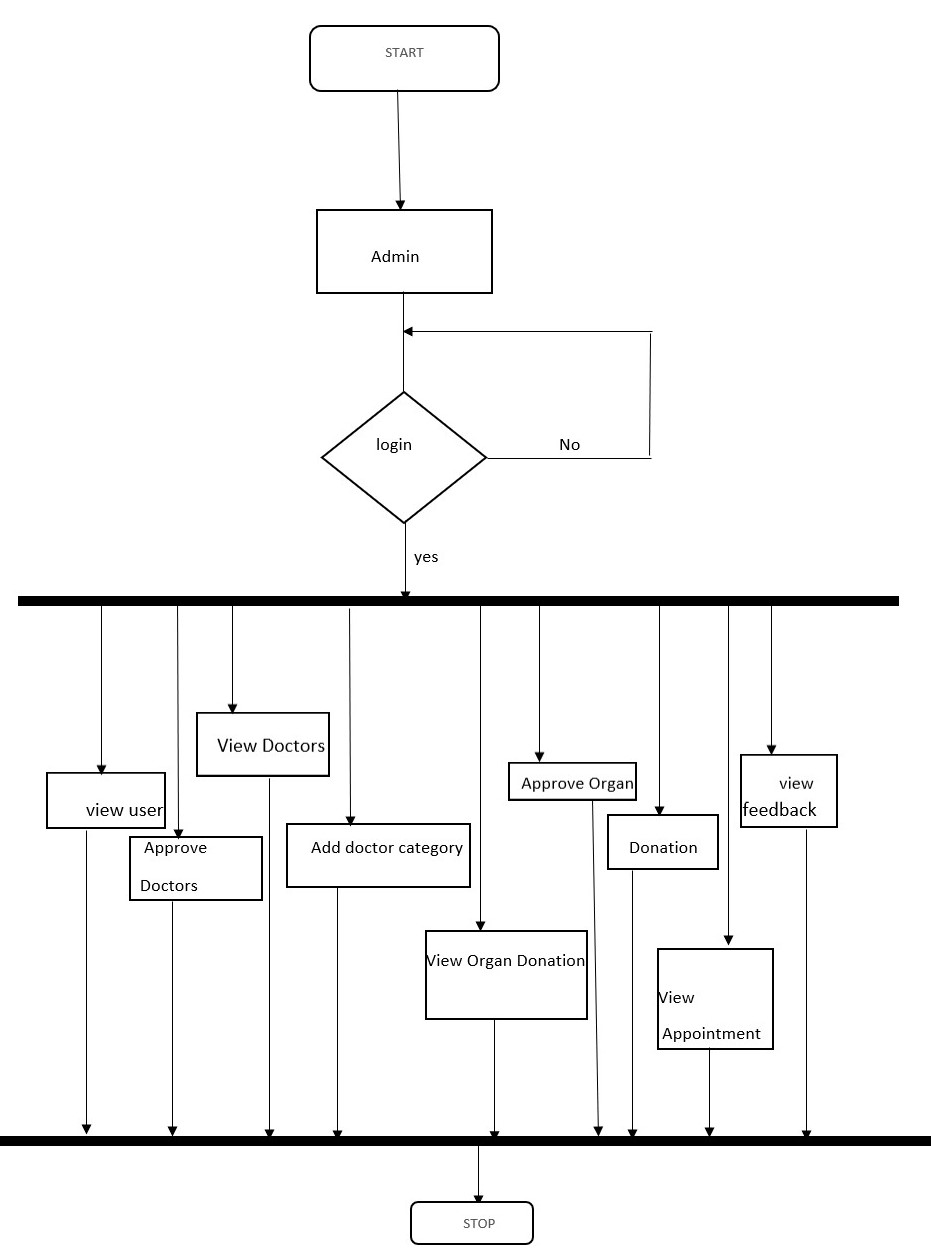 START
Admin
login
No
yes
View Doctors
view user
Approve
Doctors
Add doctor category
View Organ Donation
Approve Organ
Donation
View
Appointment
view
feedback
STOP